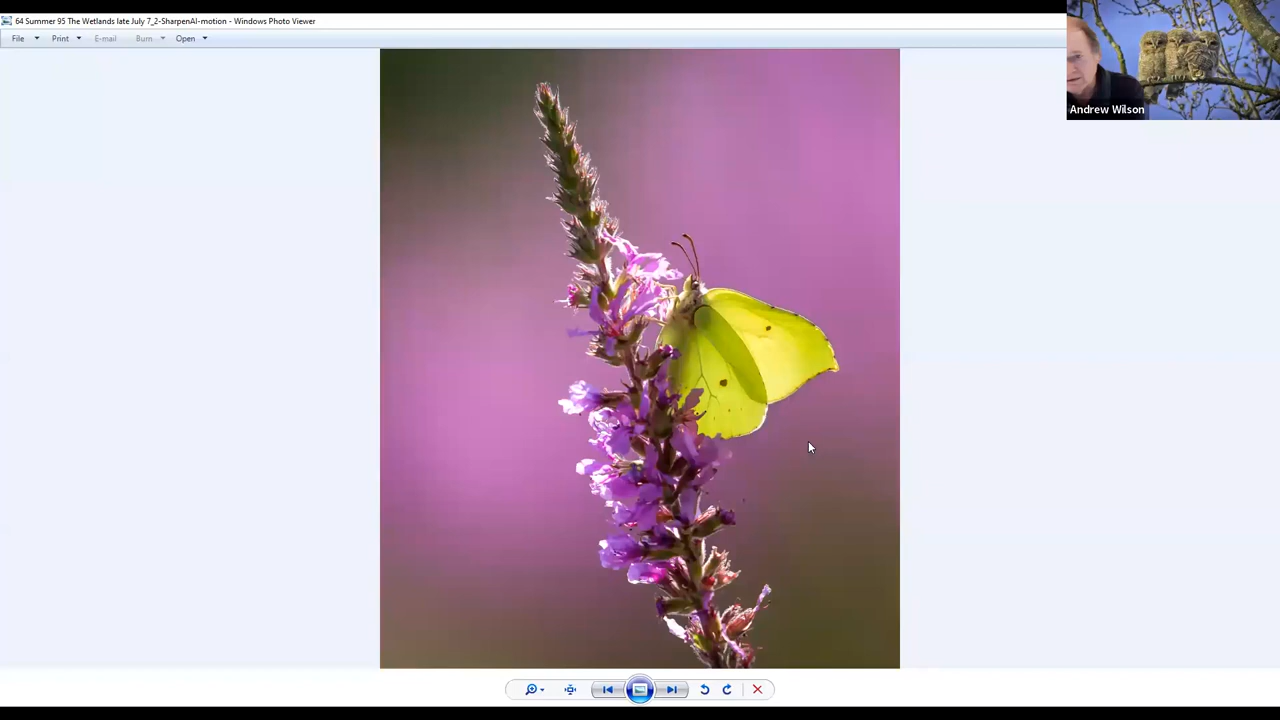 64 Summer 95 The Wetlands late July 7_2-SharpenAI-motion - Windows Photo Viewer
File Print E-mail Burn Open
Andrew Wilson